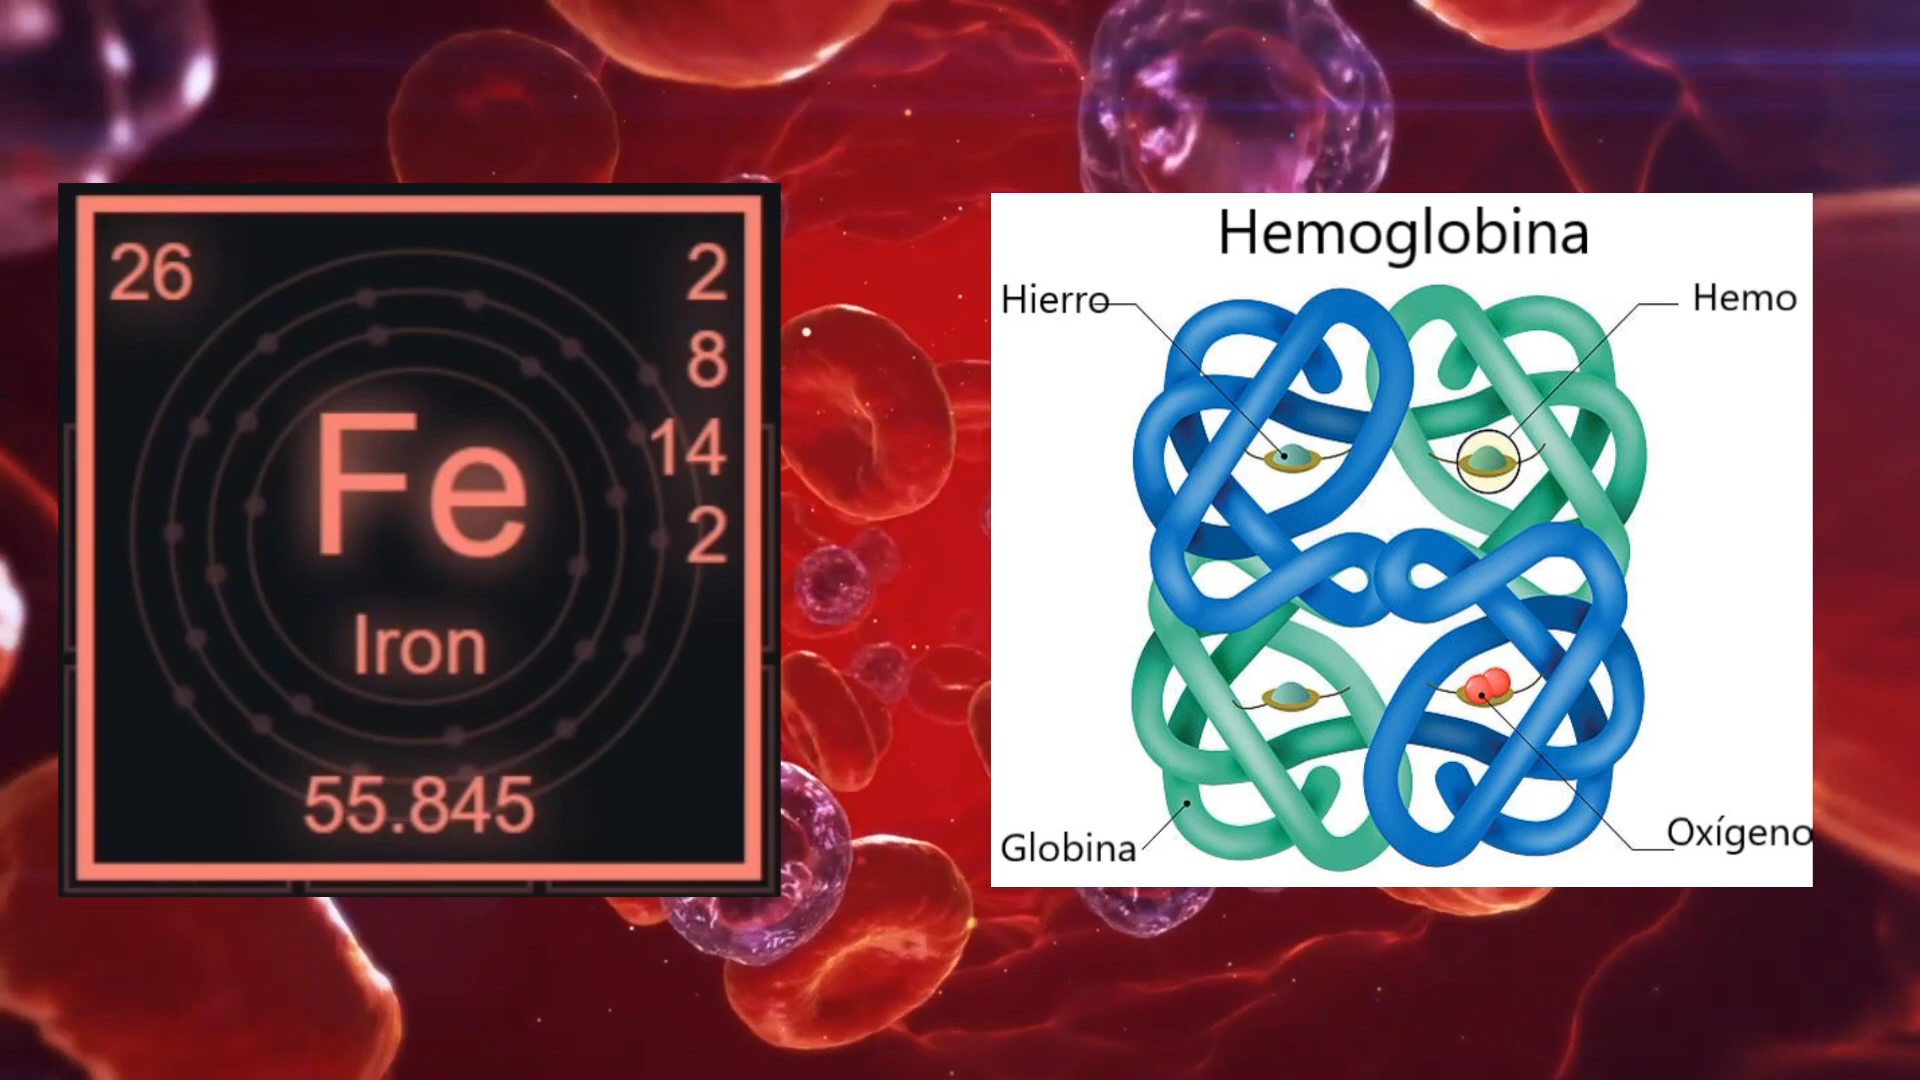 26
2
8
14
2
Fe
Iron
55.845
Hemoglobina
Hierro
Hemo
Globina
Oxígeno